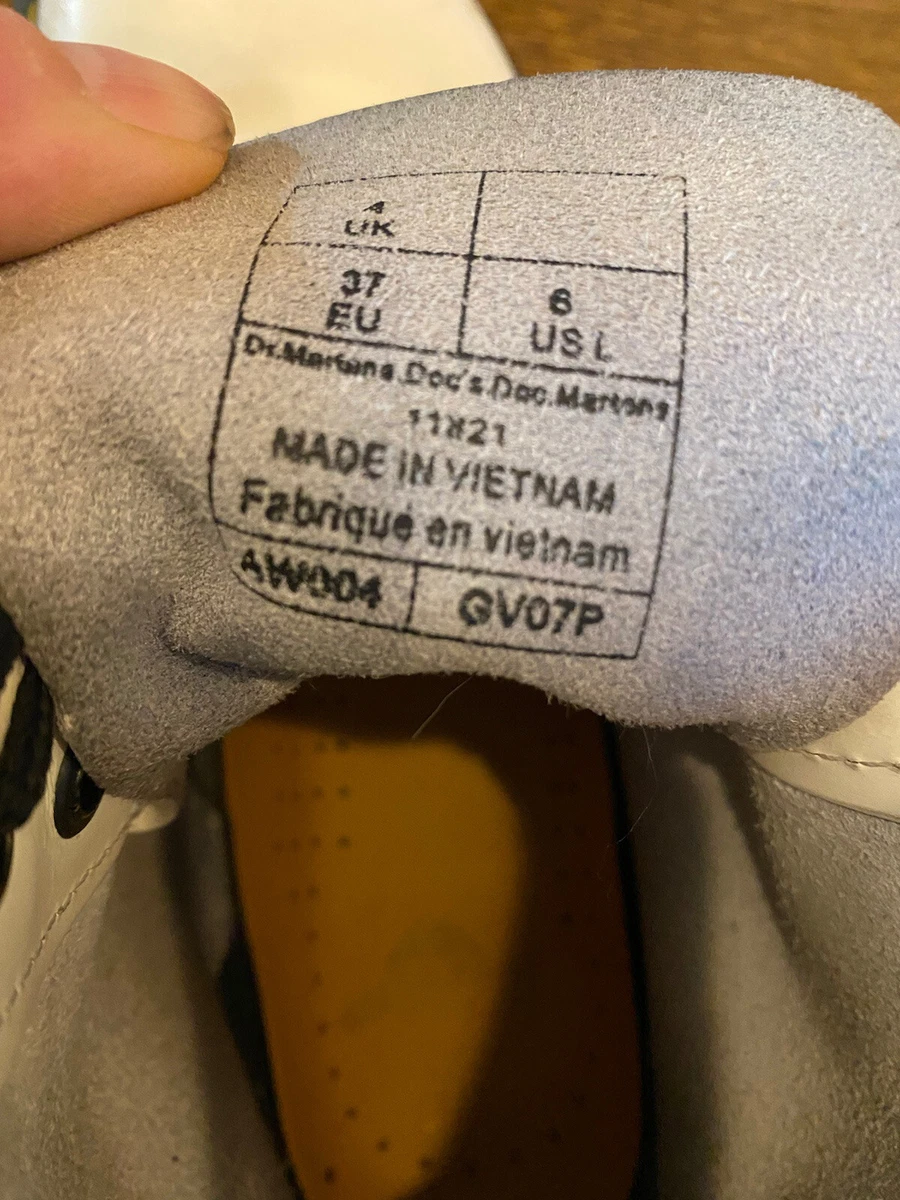 4
UK
37
EU
6
US L
Dr.Martens.Doc's.Doc.Martens
11821
MADE IN VIETNAM
Fabriqué en vietnam
AW004 GV07P